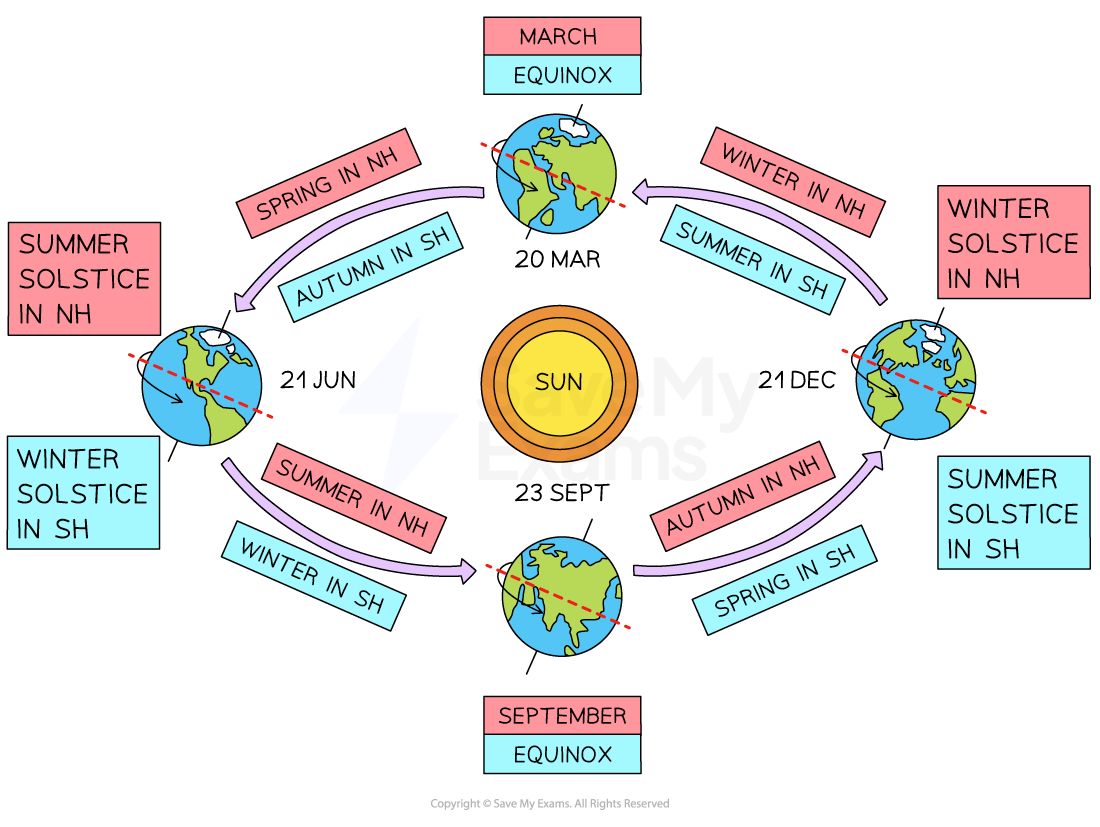 MARCH
EQUINOX
SPRING IN NH
WINTER IN NH
SUMMER
SOLSTICE
IN NH
AUTUMN IN SH
20 MAR
SUMMER IN SH
WINTER
SOLSTICE
IN NH
21 JUN
SUN
21 DEC
Save My
Exams
WINTER
SOLSTICE
IN SH
SUMMER IN NH
23 SEPT
AUTUMN IN NH
SUMMER
SOLSTICE
IN SH
WINTER IN SH
SPRING IN SH
SEPTEMBER
EQUINOX
Copyright © Save My Exams. All Rights Reserved